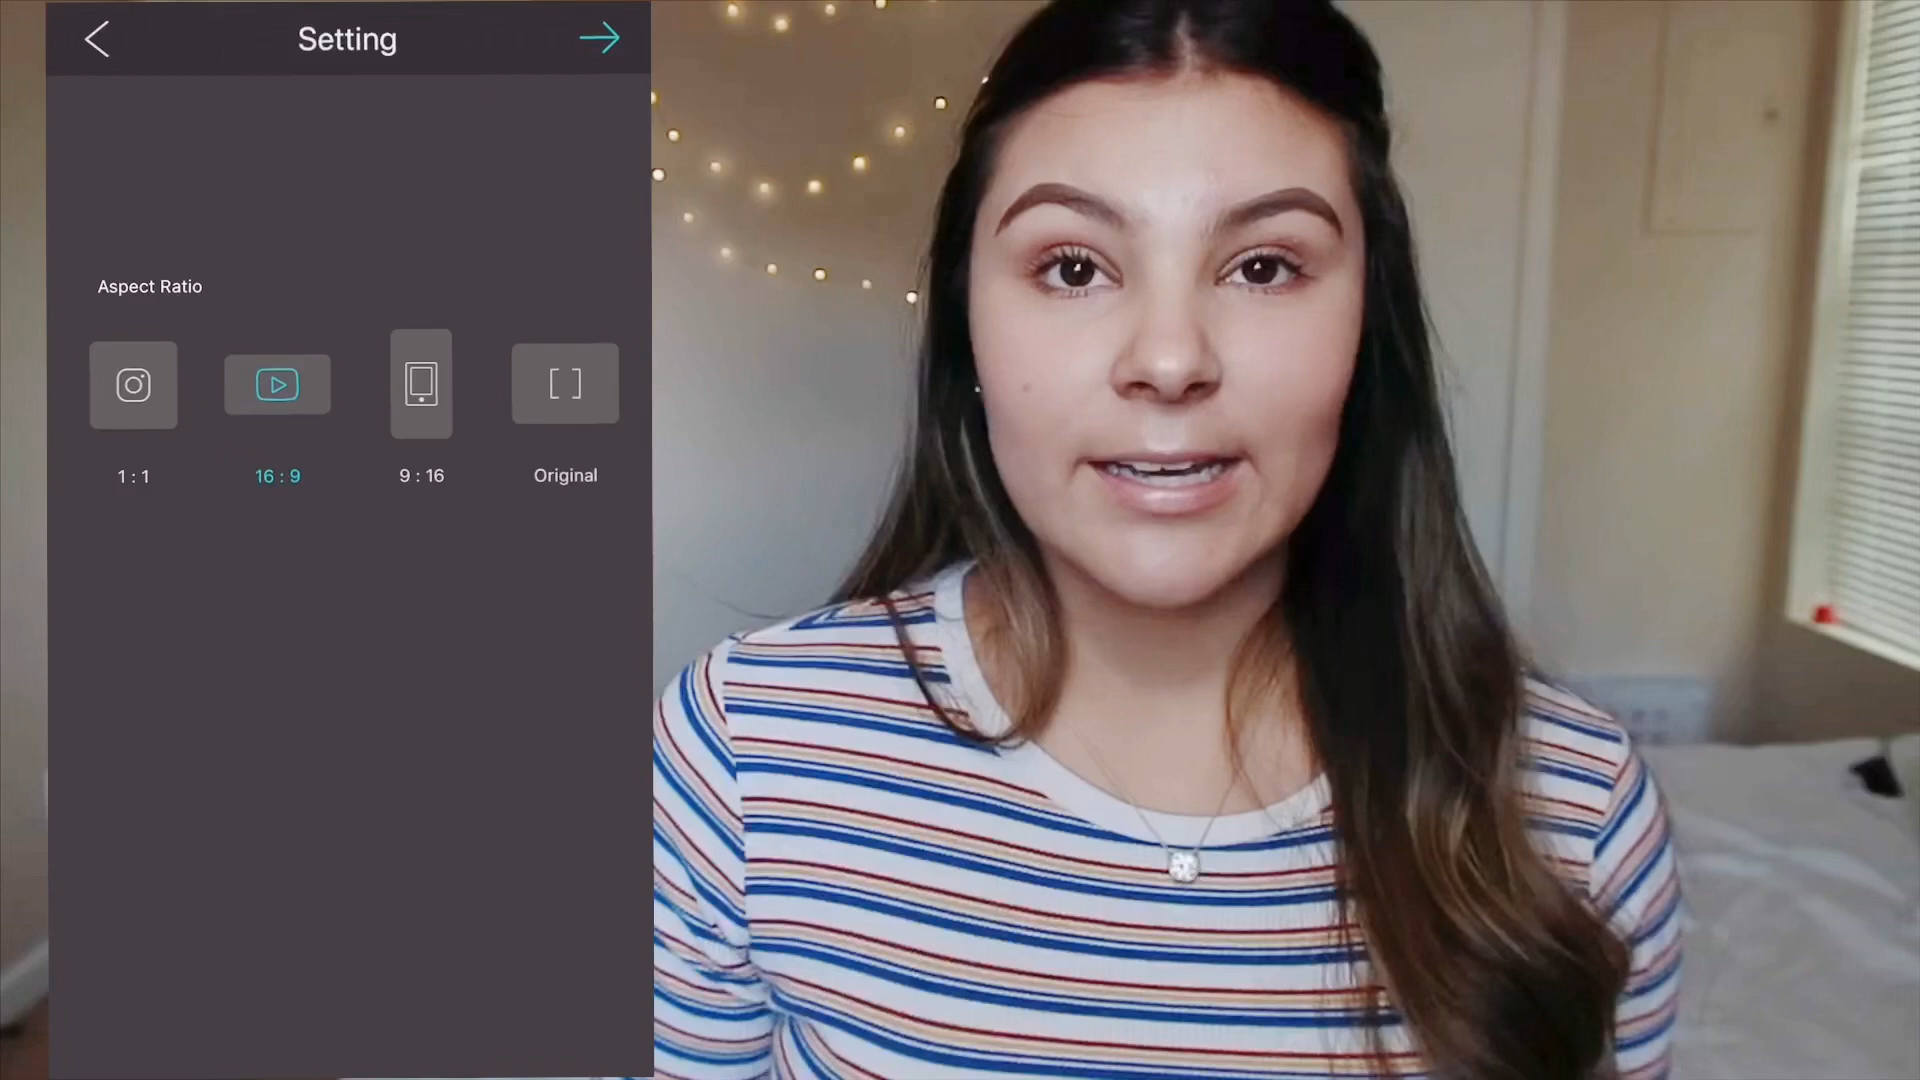 Setting
Aspect Ratio
1 : 1
16 : 9
9 : 16
Original